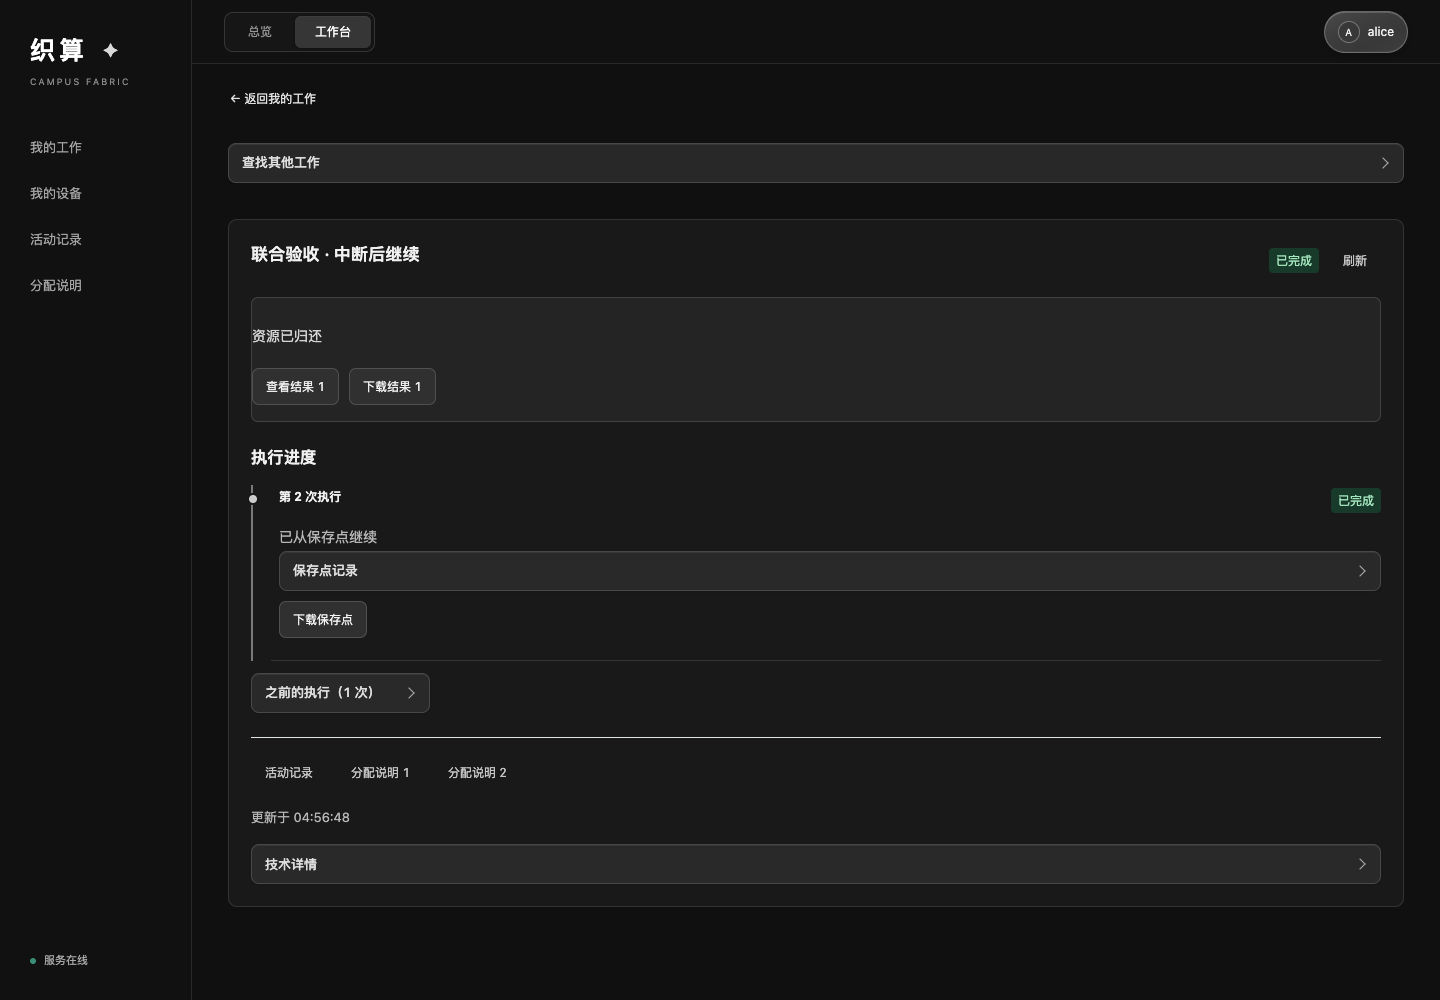 织算
CAMPUS FABRIC
我的工作
我的设备
活动记录
分配说明
服务在线
总览
工作台
A
alice
← 返回我的工作
查找其他工作
联合验收 · 中断后继续
已完成
刷新
资源已归还
查看结果 1
下载结果 1
执行进度
第 2 次执行
已完成
已从保存点继续
保存点记录
下载保存点
之前的执行（1 次）
活动记录
分配说明 1
分配说明 2
更新于 04:56:48
技术详情